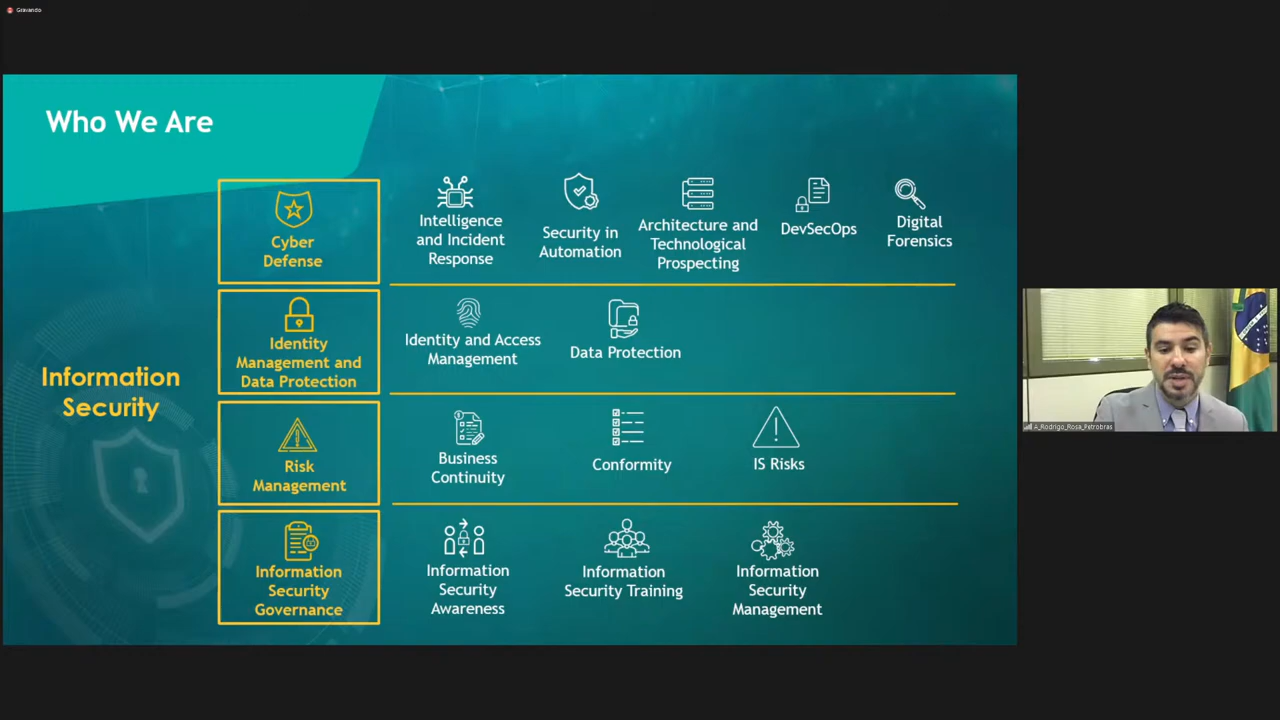 Gravando
Who We Are
Cyber
Defense
Intelligence
and Incident
Response
Security in
Automation
Architecture and
Technological
Prospecting
DevSecOps
Digital
Forensics
Information
Security
Identity
Management and
Data Protection
Identity and Access
Management
Data Protection
Risk
Management
Business
Continuity
Conformity
IS Risks
Information
Security
Governance
Information
Security
Awareness
Information
Security Training
Information
Security
Management
A_Rodrigo_Rosa_Petrobras